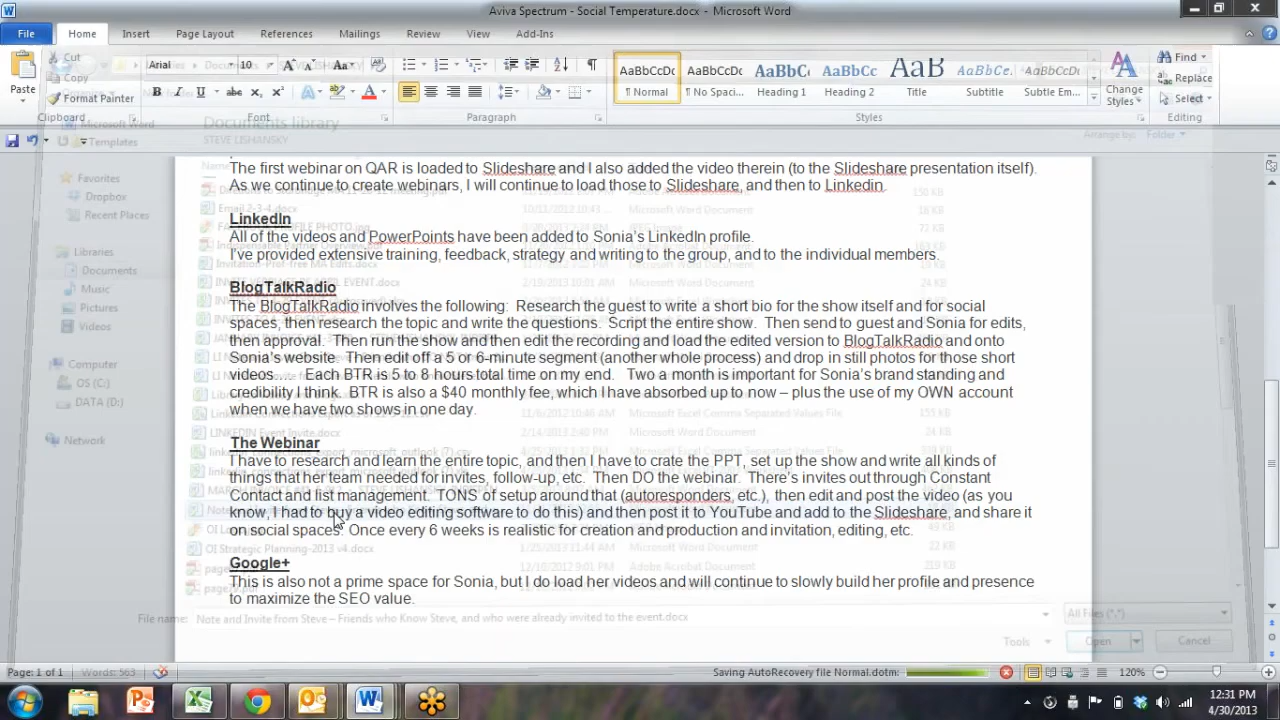 Aviva Spectrum - Social Temperature.docx - Microsoft Word
File Home Insert Page Layout References Mailings Review View Add-Ins
Cut
Copy
Format Painter
Paste
Clipboard
Arial 10
Font
Paragraph
AaBbCcDc AaBbCcDc AaBbC AaBbCc AaB AaBbCc. AaBbCcDc
¶ Normal ¶ No Spaci... Heading 1 Heading 2 Title Subtitle Subtle Em...
Change Styles
Styles
Find
Replace
Select
Editing
Documents library
STEVE LISHANSKY
Arrange by: Folder
Microsoft Word
Templates
Favorites
Dropbox
Recent Places
Libraries
Documents
Music
Pictures
Videos
Computer
OS (C:)
DATA (D:)
Network
The first webinar on QAR is loaded to Slideshare and I also added the video therein (to the Slideshare presentation itself).
As we continue to create webinars, I will continue to load those to Slideshare, and then to Linkedin.
LinkedIn
All of the videos and PowerPoints have been added to Sonia's LinkedIn profile.
I've provided extensive training, feedback, strategy and writing to the group, and to the individual members.
BlogTalkRadio
The BlogTalkRadio involves the following: Research the guest to write a short bio for the show itself and for social
spaces, then research the topic and write the questions. Script the entire show. Then send to guest and Sonia for edits,
then approval. Then run the show and then edit the recording and load the edited version to BlogTalkRadio and onto
Sonia's website. Then edit off a 5 or 6-minute segment (another whole process) and drop in still photos for those short
videos. ... Each BTR is 5 to 8 hours total time on my end. Two a month is important for Sonia's brand standing and
credibility I think. BTR is also a $40 monthly fee, which I have absorbed up to now – plus the use of my OWN account
when we have two shows in one day.
The Webinar
I have to research and learn the entire topic, and then I have to crate the PPT, set up the show and write all kinds of
things that her team needed for invites, follow-up, etc. Then DO the webinar. There's invites out through Constant
Contact and list management. TONS of setup around that (autoresponders, etc.), then edit and post the video (as you
know, I had to buy a video editing software to do this) and then post it to YouTube and add to the Slideshare, and share it
on social spaces. Once every 6 weeks is realistic for creation and production and invitation, editing, etc.
Google+
This is also not a prime space for Sonia, but I do load her videos and will continue to slowly build her profile and presence
to maximize the SEO value.
File name: Note and Invite from Steve – Friends who Know Steve, and who were already invited to the event.docx All Files (*.*)
Tools Open Cancel
Page: 1 of 1 Words: 563 Saving AutoRecovery file Normal.dotm: 120%
12:31 PM
4/30/2013